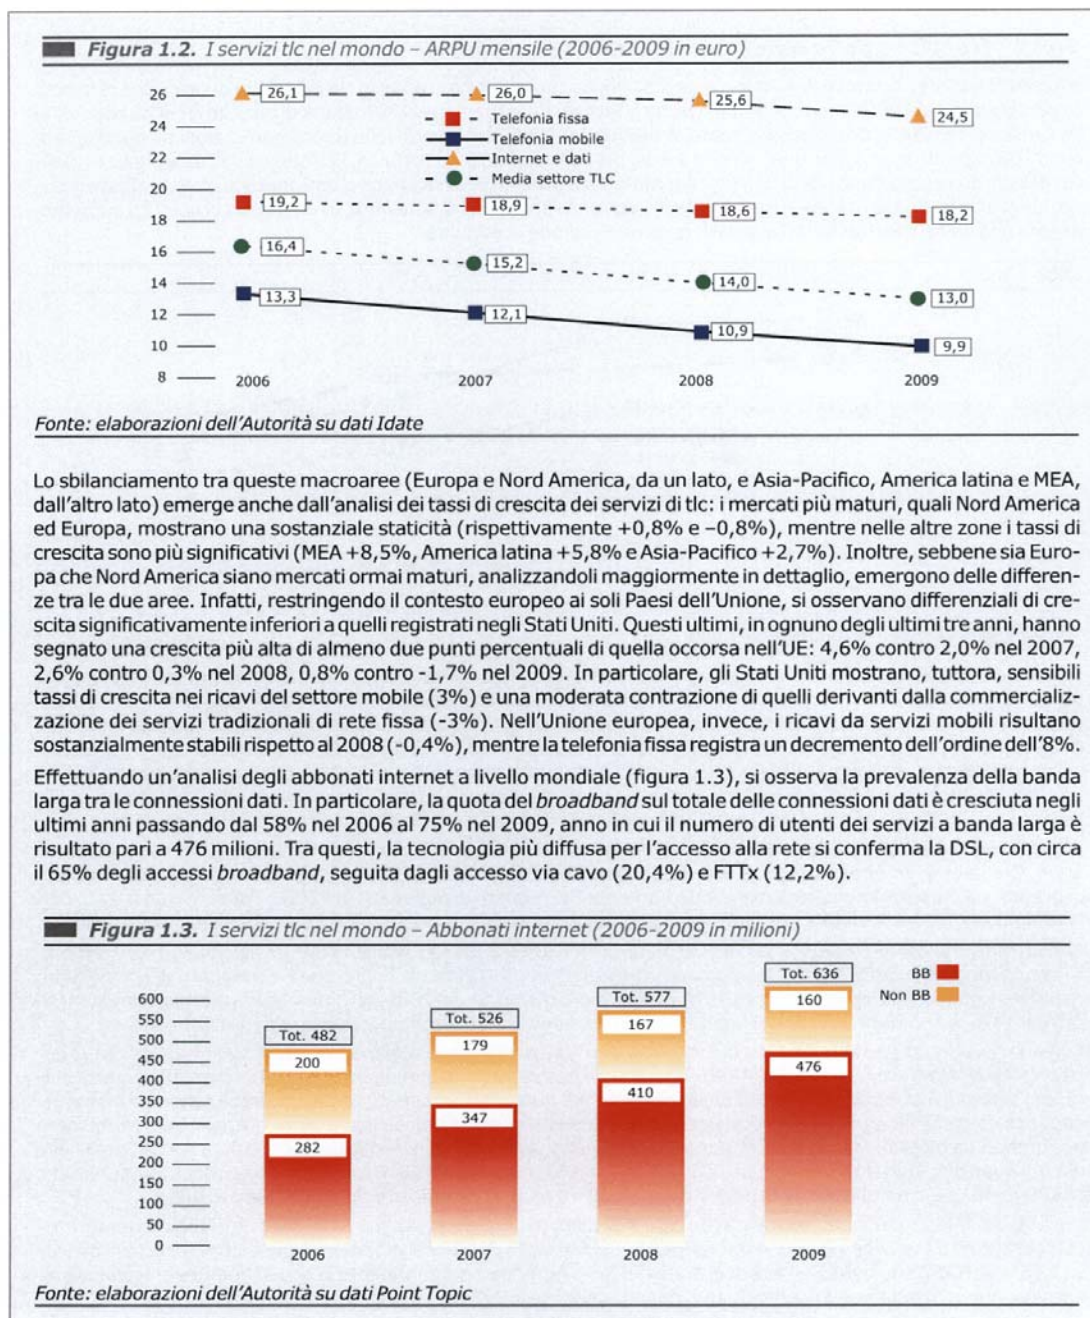 Figura 1.2. I servizi tlc nel mondo – ARPU mensile (2006-2009 in euro)
26
24
22
20
18
16
14
12
10
8
26,1
26,0
25,6
24,5
Telefonia fissa
Telefonia mobile
Internet e dati
Media settore TLC
19,2
18,9
18,6
18,2
16,4
15,2
14,0
13,0
13,3
12,1
10,9
9,9
2006
2007
2008
2009
Fonte: elaborazioni dell'Autorità su dati Idate
Lo sbilanciamento tra queste macroaree (Europa e Nord America, da un lato, e Asia-Pacifico, America latina e MEA,
dall'altro lato) emerge anche dall'analisi dei tassi di crescita dei servizi di tlc: i mercati più maturi, quali Nord America
ed Europa, mostrano una sostanziale staticità (rispettivamente +0,8% e –0,8%), mentre nelle altre zone i tassi di
crescita sono più significativi (MEA +8,5%, America latina +5,8% e Asia-Pacifico +2,7%). Inoltre, sebbene sia Euro-
pa che Nord America siano mercati ormai maturi, analizzandoli maggiormente in dettaglio, emergono delle differen-
ze tra le due aree. Infatti, restringendo il contesto europeo ai soli Paesi dell'Unione, si osservano differenziali di cre-
scita significativamente inferiori a quelli registrati negli Stati Uniti. Questi ultimi, in ognuno degli ultimi tre anni, hanno
segnato una crescita più alta di almeno due punti percentuali di quella occorsa nell'UE: 4,6% contro 2,0% nel 2007,
2,6% contro 0,3% nel 2008, 0,8% contro -1,7% nel 2009. In particolare, gli Stati Uniti mostrano, tuttora, sensibili
tassi di crescita nei ricavi del settore mobile (3%) e una moderata contrazione di quelli derivanti dalla commercializ-
zazione dei servizi tradizionali di rete fissa (-3%). Nell'Unione europea, invece, i ricavi da servizi mobili risultano
sostanzialmente stabili rispetto al 2008 (-0,4%), mentre la telefonia fissa registra un decremento dell'ordine dell'8%.
Effettuando un'analisi degli abbonati internet a livello mondiale (figura 1.3), si osserva la prevalenza della banda
larga tra le connessioni dati. In particolare, la quota del broadband sul totale delle connessioni dati è cresciuta negli
ultimi anni passando dal 58% nel 2006 al 75% nel 2009, anno in cui il numero di utenti dei servizi a banda larga è
risultato pari a 476 milioni. Tra questi, la tecnologia più diffusa per l'accesso alla rete si conferma la DSL, con circa
il 65% degli accessi broadband, seguita dagli accesso via cavo (20,4%) e FTTx (12,2%).
Figura 1.3. I servizi tlc nel mondo – Abbonati internet (2006-2009 in milioni)
600
550
500
450
400
350
300
250
200
150
100
50
0
Tot. 482
200
282
Tot. 526
179
347
Tot. 577
167
410
Tot. 636
160
476
BB
Non BB
2006
2007
2008
2009
Fonte: elaborazioni dell'Autorità su dati Point Topic